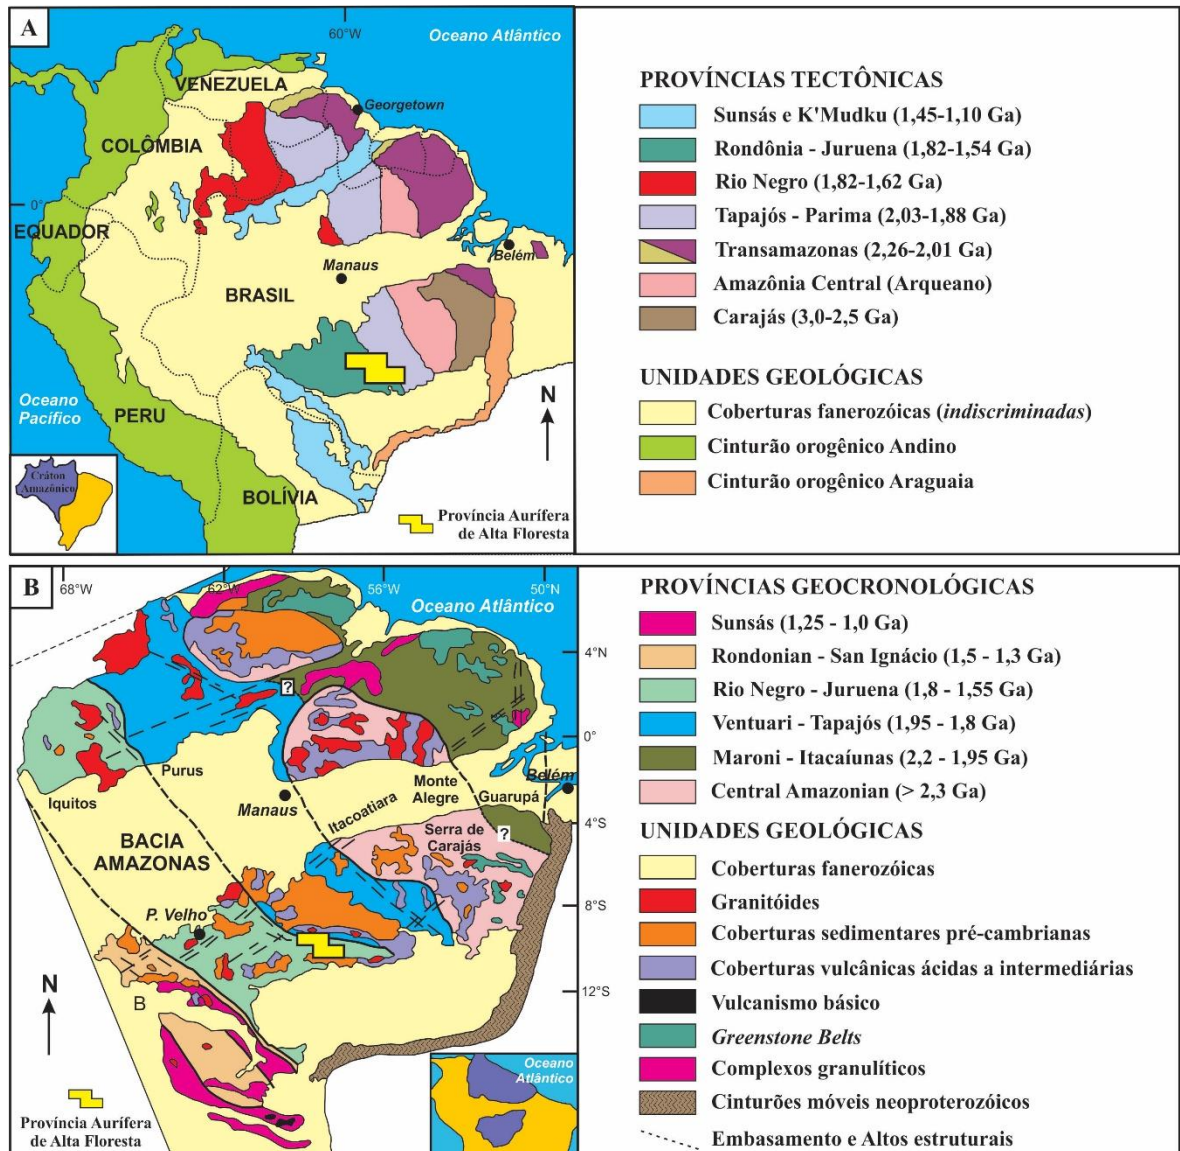 A
60°W
Oceano Atlântico
VENEZUELA
Georgetown
COLÔMBIA
0°
EQUADOR
Belém
Manaus
BRASIL
Oceano
Pacífico
PERU
N
BOLÍVIA
Cráton
Amazônico
Província Aurífera
de Alta Floresta
PROVÍNCIAS TECTÔNICAS
Sunsás e K'Mudku (1,45-1,10 Ga)
Rondônia - Juruena (1,82-1,54 Ga)
Rio Negro (1,82-1,62 Ga)
Tapajós - Parima (2,03-1,88 Ga)
Transamazonas (2,26-2,01 Ga)
Amazônia Central (Arqueano)
Carajás (3,0-2,5 Ga)
UNIDADES GEOLÓGICAS
Coberturas fanerozóicas (indiscriminadas)
Cinturão orogênico Andino
Cinturão orogênico Araguaia
B
68°W
62°W
56°W
50°N
Oceano Atlântico
4°N
?
0°
Purus
Iquitos
Manaus
Itacoatiara
Monte
Alegre
Guarupá
Belém
4°S
?
Serra de
Carajás
BACIA
AMAZONAS
8°S
P. Velho
12°S
N
B
Oceano
Atlântico
Província Aurífera
de Alta Floresta
PROVÍNCIAS GEOCRONOLÓGICAS
Sunsás (1,25 - 1,0 Ga)
Rondonian - San Ignácio (1,5 - 1,3 Ga)
Rio Negro - Juruena (1,8 - 1,55 Ga)
Ventuari - Tapajós (1,95 - 1,8 Ga)
Maroni - Itacaíunas (2,2 - 1,95 Ga)
Central Amazonian (> 2,3 Ga)
UNIDADES GEOLÓGICAS
Coberturas fanerozóicas
Granitóides
Coberturas sedimentares pré-cambrianas
Coberturas vulcânicas ácidas a intermediárias
Vulcanismo básico
Greenstone Belts
Complexos granulíticos
Cinturões móveis neoproterozóicos
Embasamento e Altos estruturais